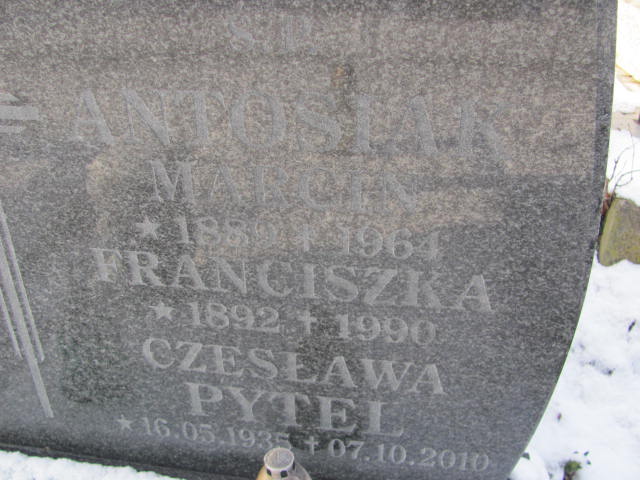 Ś.P.
ANTOSIAK
MARCIN
★ 1889 † 1964
FRANCISZKA
★ 1892 † 1990
CZESŁAWA
PYTEL
★ 16.05.1935 † 07.10.2010